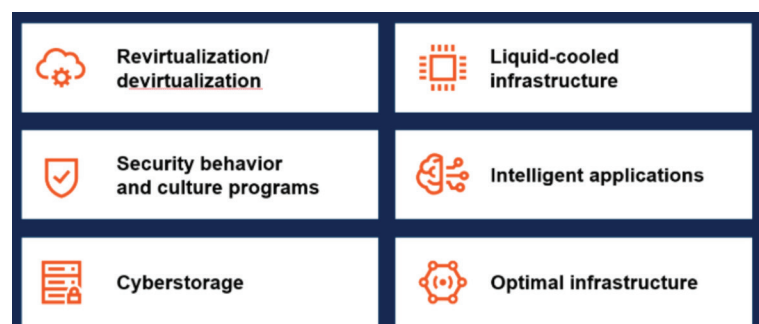 Revirtualization/
devirtualization
Liquid-cooled
infrastructure
Security behavior
and culture programs
Intelligent applications
Cyberstorage
Optimal infrastructure